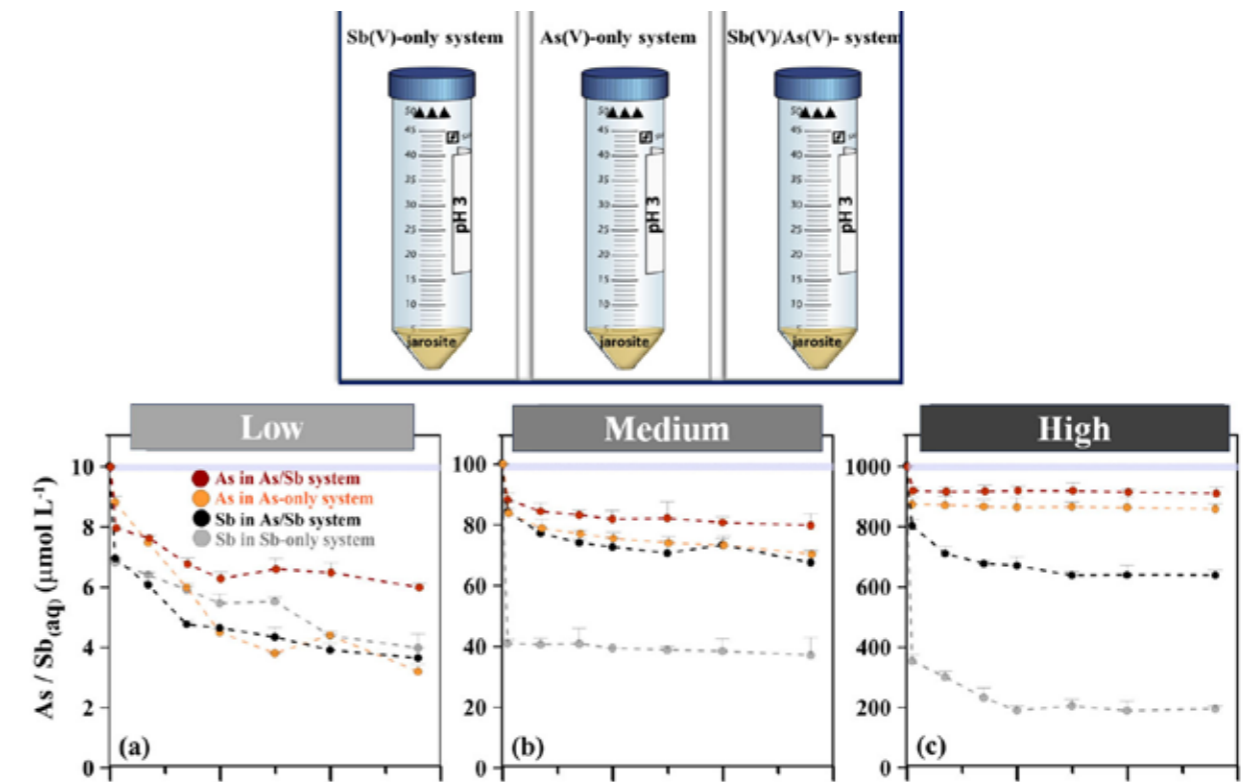 Sb(V)-only system
As(V)-only system
Sb(V)/As(V)- system
50
45
40
35
30
25
20
15
10
5
pH 3
jarosite
50
45
40
35
30
25
20
15
10
5
pH 3
jarosite
50
45
40
35
30
25
20
15
10
5
pH 3
jarosite
Low
Medium
High
As / Sb(aq) (μmol L-1)
10
8
6
4
2
0
As in As/Sb system
As in As-only system
Sb in As/Sb system
Sb in Sb-only system
(a)
100
80
60
40
20
0
(b)
1000
800
600
400
200
0
(c)